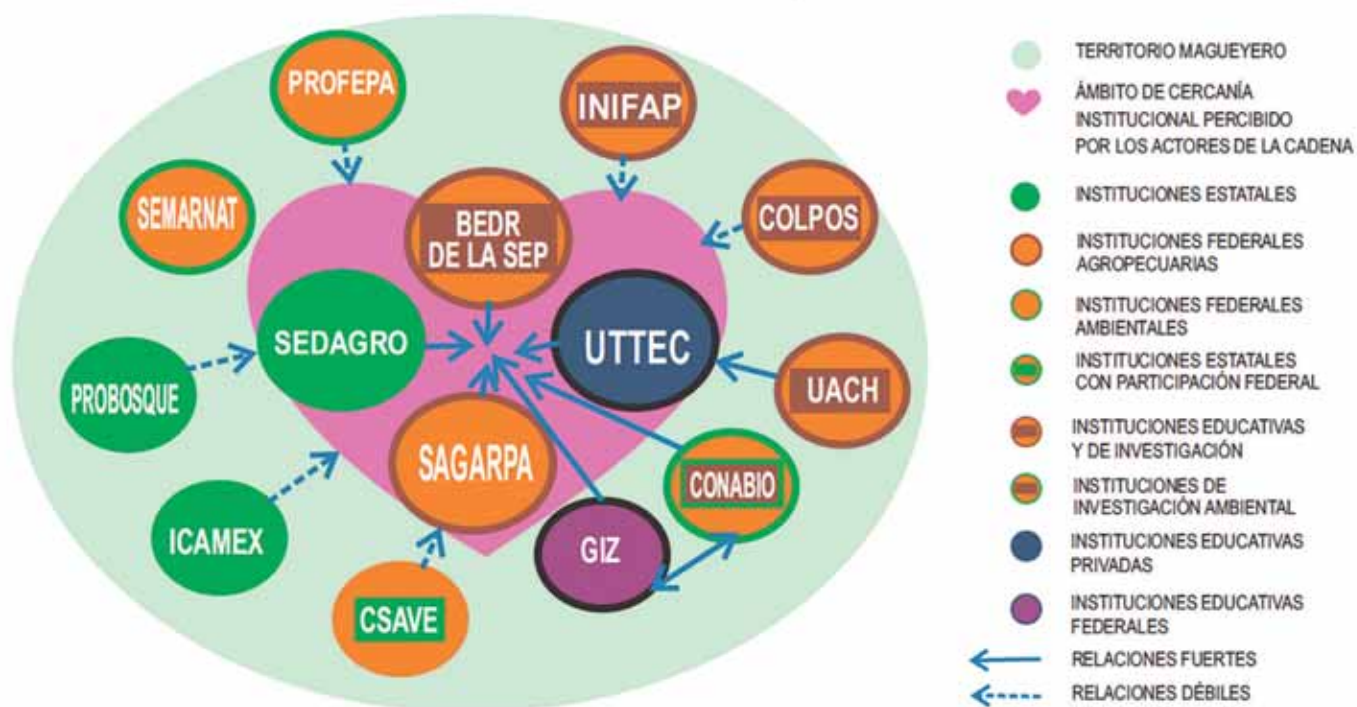 PROFEPA
INIFAP
SEMARNAT
BEDR
DE LA SEP
COLPOS
SEDAGRO
UTTEC
PROBOSQUE
UACH
SAGARPA
CONABIO
ICAMEX
GIZ
CSAVE
TERRITORIO MAGUEYERO
ÁMBITO DE CERCANÍA
INSTITUCIONAL PERCIBIDO
POR LOS ACTORES DE LA CADENA
INSTITUCIONES ESTATALES
INSTITUCIONES FEDERALES
AGROPECUARIAS
INSTITUCIONES FEDERALES
AMBIENTALES
INSTITUCIONES ESTATALES
CON PARTICIPACIÓN FEDERAL
INSTITUCIONES EDUCATIVAS
Y DE INVESTIGACIÓN
INSTITUCIONES DE
INVESTIGACIÓN AMBIENTAL
INSTITUCIONES EDUCATIVAS
PRIVADAS
INSTITUCIONES EDUCATIVAS
FEDERALES
RELACIONES FUERTES
RELACIONES DÉBILES